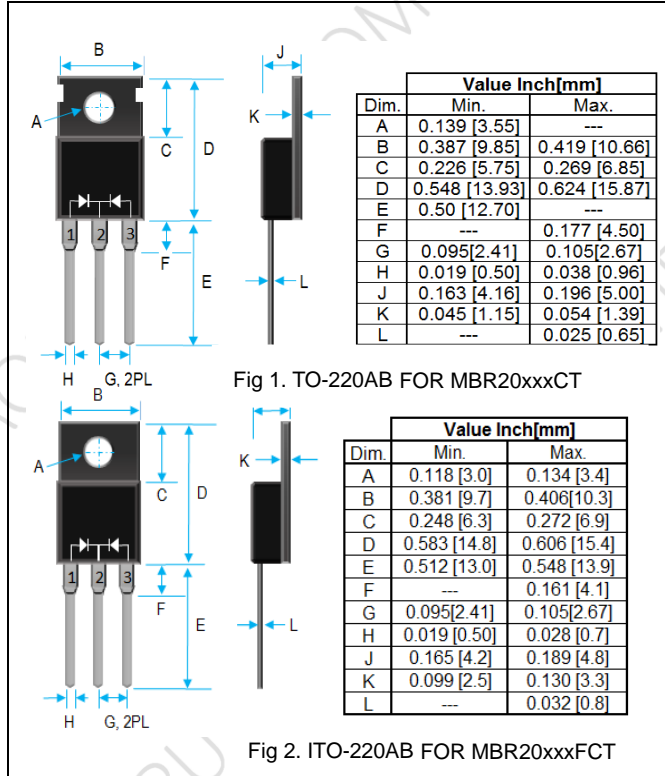 B
J
A
K
C
D
1 2 3
F
E
L
H G, 2PL
Value Inch[mm]
Dim. Min. Max.
A 0.139 [3.55] ---
B 0.387 [9.85] 0.419 [10.66]
C 0.226 [5.75] 0.269 [6.85]
D 0.548 [13.93] 0.624 [15.87]
E 0.50 [12.70] ---
F --- 0.177 [4.50]
G 0.095[2.41] 0.105[2.67]
H 0.019 [0.50] 0.038 [0.96]
J 0.163 [4.16] 0.196 [5.00]
K 0.045 [1.15] 0.054 [1.39]
L --- 0.025 [0.65]
Fig 1. TO-220AB FOR MBR20xxxCT
B
A
K
C
D
1 2 3
F
E
L
H G, 2PL
Value Inch[mm]
Dim. Min. Max.
A 0.118 [3.0] 0.134 [3.4]
B 0.381 [9.7] 0.406[10.3]
C 0.248 [6.3] 0.272 [6.9]
D 0.583 [14.8] 0.606 [15.4]
E 0.512 [13.0] 0.548 [13.9]
F --- 0.161 [4.1]
G 0.095[2.41] 0.105[2.67]
H 0.019 [0.50] 0.028 [0.7]
J 0.165 [4.2] 0.189 [4.8]
K 0.099 [2.5] 0.130 [3.3]
L --- 0.032 [0.8]
Fig 2. ITO-220AB FOR MBR20xxxFCT